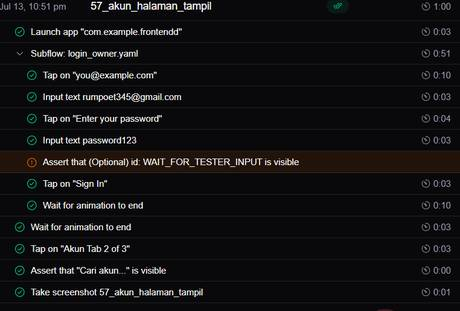 Jul 13, 10:51 pm 57_akun_halaman_tampil 1:00
Launch app "com.example.frontendd" 0:03
Subflow: login_owner.yaml 0:51
Tap on "you@example.com" 0:10
Input text rumpoet345@gmail.com 0:03
Tap on "Enter your password" 0:04
Input text password123 0:03
Assert that (Optional) id: WAIT_FOR_TESTER_INPUT is visible
Tap on "Sign In" 0:03
Wait for animation to end 0:10
Wait for animation to end 0:03
Tap on "Akun Tab 2 of 3" 0:03
Assert that "Cari akun..." is visible 0:00
Take screenshot 57_akun_halaman_tampil 0:01